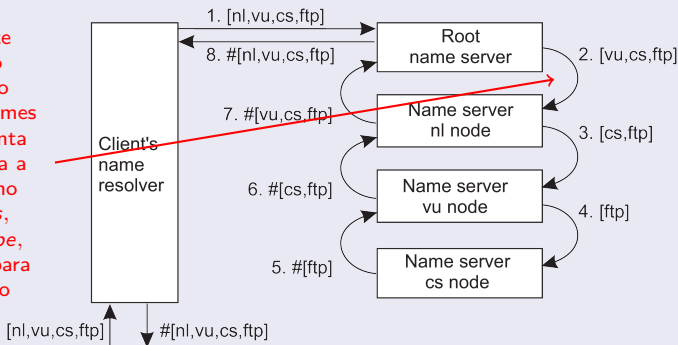 te
o
o
mes
nta
a a
no
s,
pe,
para
o
1. [nl,vu,cs,ftp]
8. #[nl,vu,cs,ftp]
Root
name server
2. [vu,cs,ftp]
7. #[vu,cs,ftp]
Name server
nl node
3. [cs,ftp]
Client's
name
resolver
6. #[cs,ftp]
Name server
vu node
4. [ftp]
5. #[ftp]
Name server
cs node
[nl,vu,cs,ftp]
#[nl,vu,cs,ftp]